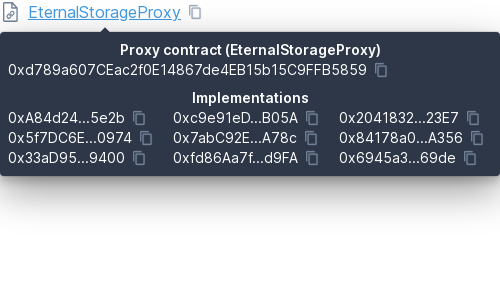 EternalStorageProxy
Proxy contract (EternalStorageProxy)
0xd789a607CEac2f0E14867de4EB15b15C9FFB5859
Implementations
0xA84d24...5e2b 0xc9e91eD...B05A 0x2041832...23E7
0x5f7DC6E...0974 0x7abC92E...A78c 0x84178a0...A356
0x33aD95...9400 0xfd86Aa7f...d9FA 0x6945a3...69de